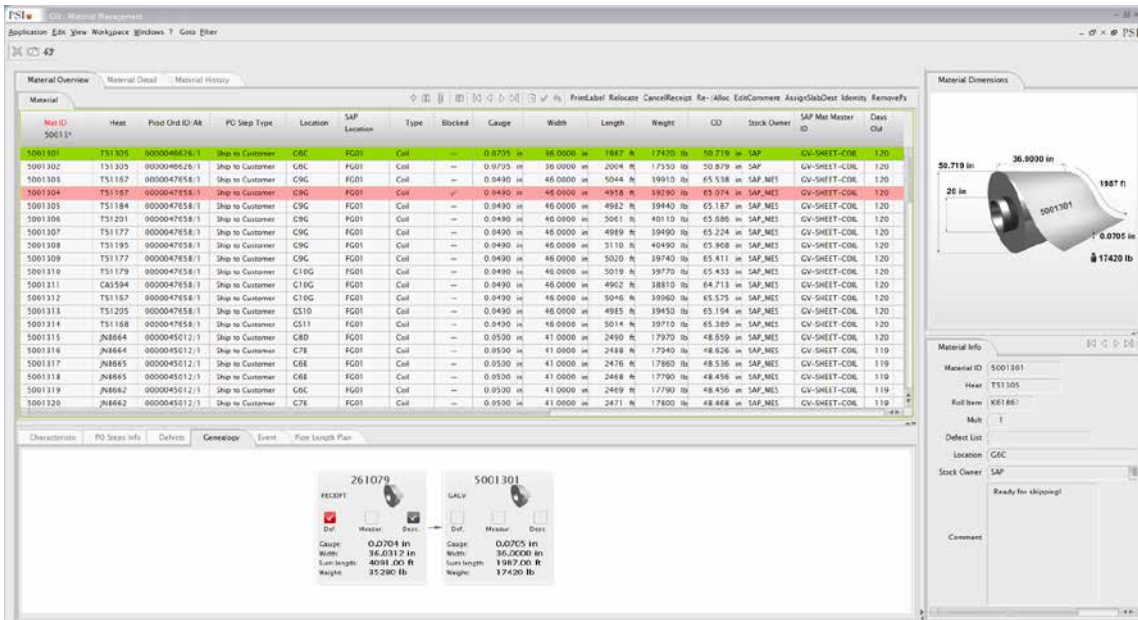 PSI
Material Management
Application Edit View Workspace Windows ? Goto Filter
PSI
Material Overview Material Detail Material History
Material
PrintLabel Relocate CancelReceipt Re-/Alloc EditComment AssignSlabDest Identity
Mat ID Heat Prod Ord ID/Alt PO Step Type Location SAP Location Type Blocked Gauge Width Length Weight OD Stock Owner SAP Mat Master ID Days Old
50013*
5001301 TS1305 0000046626/1 Ship to Customer G6C FG01 Coil — 0.0705 in 36.0000 in 1987 ft 17420 lb 50.719 in SAP GV-SHEET-COIL 120
5001302 TS1305 0000046626/1 Ship to Customer G6C FG01 Coil — 0.0705 in 36.0000 in 2004 ft 17550 lb 50.879 in SAP GV-SHEET-COIL 120
5001303 TS1167 0000047658/1 Ship to Customer G9G FG01 Coil — 0.0490 in 46.0000 in 5044 ft 39910 lb 65.538 in SAP_MES GV-SHEET-COIL 120
5001304 TS1167 0000047658/1 Ship to Customer G9G FG01 Coil 0.0490 in 46.0000 in 4958 ft 39290 lb 65.074 in SAP_MES GV-SHEET-COIL 120
5001305 TS1184 0000047658/1 Ship to Customer G9G FG01 Coil — 0.0490 in 46.0000 in 4982 ft 39440 lb 65.187 in SAP_MES GV-SHEET-COIL 120
5001306 TS1201 0000047658/1 Ship to Customer G9G FG01 Coil — 0.0490 in 46.0000 in 5061 ft 40110 lb 65.686 in SAP_MES GV-SHEET-COIL 120
5001307 TS1177 0000047658/1 Ship to Customer G9G FG01 Coil — 0.0490 in 46.0000 in 4989 ft 39490 lb 65.224 in SAP_MES GV-SHEET-COIL 120
5001308 TS1195 0000047658/1 Ship to Customer G9G FG01 Coil — 0.0490 in 46.0000 in 5110 ft 40490 lb 65.968 in SAP_MES GV-SHEET-COIL 120
5001309 TS1177 0000047658/1 Ship to Customer G9G FG01 Coil — 0.0490 in 46.0000 in 5020 ft 39740 lb 65.411 in SAP_MES GV-SHEET-COIL 120
5001310 TS1179 0000047658/1 Ship to Customer G10G FG01 Coil — 0.0490 in 46.0000 in 5019 ft 39770 lb 65.433 in SAP_MES GV-SHEET-COIL 120
5001311 CA5594 0000047658/1 Ship to Customer G10G FG01 Coil — 0.0490 in 46.0000 in 4902 ft 38810 lb 64.713 in SAP_MES GV-SHEET-COIL 120
5001312 TS1167 0000047658/1 Ship to Customer G10G FG01 Coil — 0.0490 in 46.0000 in 5046 ft 39960 lb 65.575 in SAP_MES GV-SHEET-COIL 120
5001313 TS1205 0000047658/1 Ship to Customer GS10 FG01 Coil — 0.0490 in 46.0000 in 4985 ft 39450 lb 65.194 in SAP_MES GV-SHEET-COIL 120
5001314 TS1168 0000047658/1 Ship to Customer GS11 FG01 Coil — 0.0490 in 46.0000 in 5014 ft 39710 lb 65.389 in SAP_MES GV-SHEET-COIL 120
5001315 JN8664 0000045012/1 Ship to Customer G8D FG01 Coil — 0.0500 in 41.0000 in 2490 ft 17970 lb 48.659 in SAP_MES GV-SHEET-COIL 120
5001316 JN8664 0000045012/1 Ship to Customer G7E FG01 Coil — 0.0500 in 41.0000 in 2488 ft 17940 lb 48.626 in SAP_MES GV-SHEET-COIL 119
5001317 JN8665 0000045012/1 Ship to Customer G6E FG01 Coil — 0.0500 in 41.0000 in 2476 ft 17860 lb 48.536 in SAP_MES GV-SHEET-COIL 119
5001318 JN8665 0000045012/1 Ship to Customer G6E FG01 Coil — 0.0500 in 41.0000 in 2468 ft 17790 lb 48.456 in SAP_MES GV-SHEET-COIL 119
5001319 JN8662 0000045012/1 Ship to Customer G6C FG01 Coil — 0.0500 in 41.0000 in 2469 ft 17790 lb 48.456 in SAP_MES GV-SHEET-COIL 119
5001320 JN8662 0000045012/1 Ship to Customer G7E FG01 Coil — 0.0500 in 41.0000 in 2471 ft 17800 lb 48.468 in SAP_MES GV-SHEET-COIL 119
Characteristic PO Steps Info Defects Genealogy Event Pipe Length Plan
261079
RECEIPT
Def. Measur. Desc.
Gauge: 0.0704 in
Width: 36.0312 in
Sum length: 4091.00 ft
Weight: 35280 lb
5001301
GALV
Def. Measur. Desc.
Gauge: 0.0705 in
Width: 36.0000 in
Sum length: 1987.00 ft
Weight: 17420 lb
Material Dimensions
50.719 in
36.0000 in
1987 ft
20 in
5001301
0.0705 in
17420 lb
Material Info
Material ID 5001301
Heat TS1305
Roll Item K61861
Mult 1
Defect List
Location G6C
Stock Owner SAP
Comment Ready for shipping!